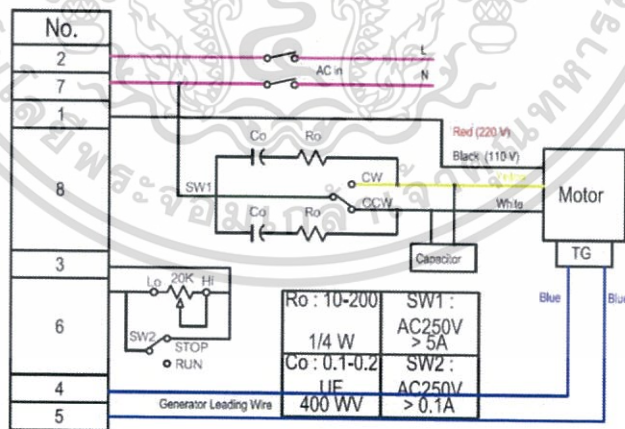 No.
2
L
AC in
7
N
1
Red (220 V)
Co Ro
Black (110 V)
CW
8
SW1
Motor
CCW
White
Co Ro
Capacitor
TG
3
Lo 20K Hi
Ro : 10-200
1/4 W
SW1 :
AC250V
> 5A
Blue
Blue
6
SW2
STOP
RUN
Co : 0.1-0.2
UF
400 WV
SW2 :
AC250V
> 0.1A
4
Generator Leading Wire
5